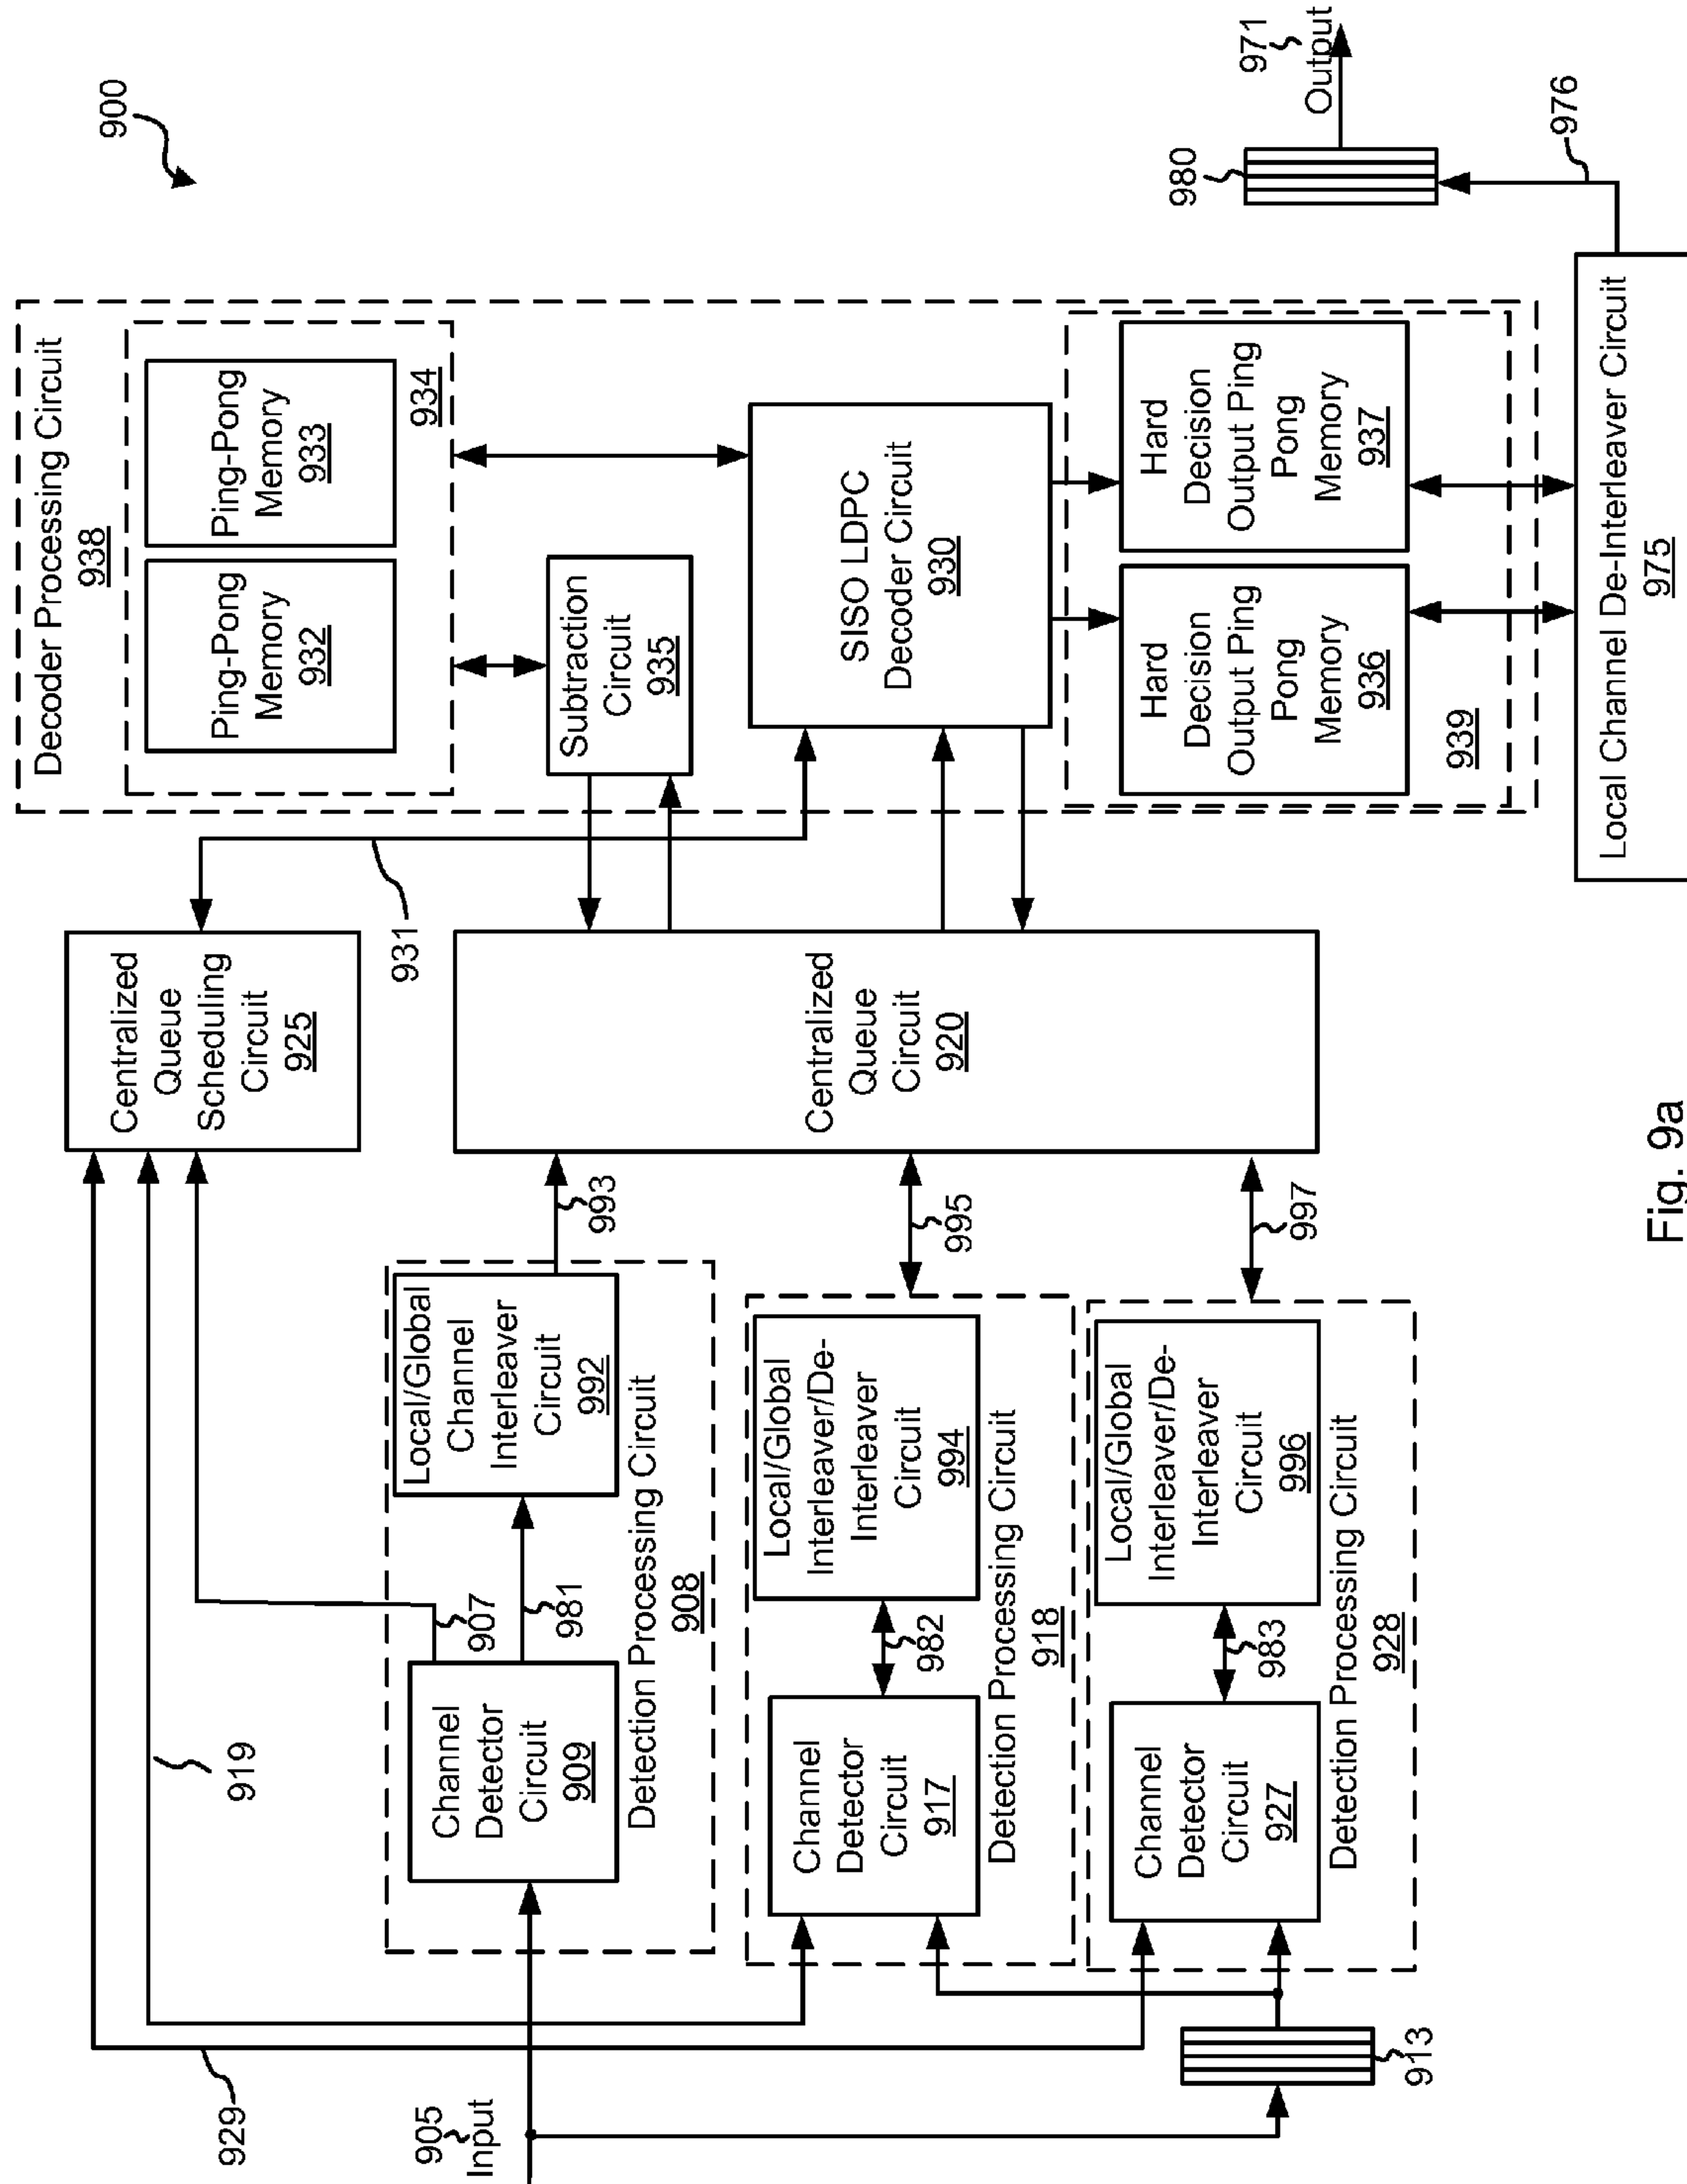 900
929
919
Centralized
Queue
Scheduling
Circuit
925
931
Decoder Processing Circuit
938
Ping-Pong
Memory
932
Ping-Pong
Memory
933
934
905
Input
Channel
Detector
Circuit
909
907
981
Local/Global
Channel
Interleaver
Circuit
992
Detection Processing Circuit
908
993
Subtraction
Circuit
935
Centralized
Queue
Circuit
920
SISO LDPC
Decoder Circuit
930
Channel
Detector
Circuit
917
982
Local/Global
Interleaver/De-
Interleaver
Circuit
994
Detection Processing Circuit
918
995
Channel
Detector
Circuit
927
983
Local/Global
Interleaver/De-
Interleaver
Circuit
996
Detection Processing Circuit
928
997
913
Hard
Decision
Output Ping
Pong
Memory
936
Hard
Decision
Output Ping
Pong
Memory
937
939
Local Channel De-Interleaver Circuit
975
976
980
971
Output
Fig. 9a